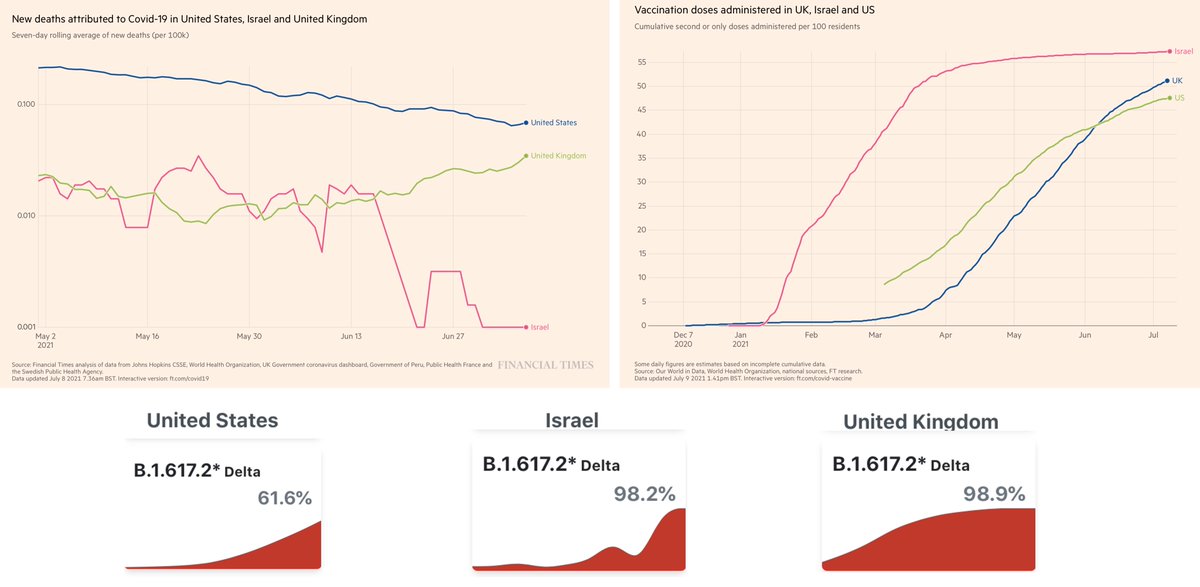 New deaths attributed to Covid-19 in United States, Israel and United Kingdom
Seven-day rolling average of new deaths (per 100k)
0.100
0.010
0.001
United States
United Kingdom
Israel
May 2
2021
May 16
May 30
Jun 13
Jun 27
Source: Financial Times analysis of data from Johns Hopkins CSSE, World Health Organization, UK Government coronavirus dashboard, Government of Peru, Public Health France and
the Swedish Public Health Agency.
Data updated July 8 2021 7.36am BST. Interactive version: ft.com/covid19
FINANCIAL TIMES
Vaccination doses administered in UK, Israel and US
Cumulative second or only doses administered per 100 residents
55
50
45
40
35
30
25
20
15
10
5
0
Israel
UK
US
Dec 7
2020
Jan
2021
Feb
Mar
Apr
May
Jun
Jul
Some daily figures are estimates based on incomplete cumulative data.
Source: Our World in Data, World Health Organization, national sources, FT research.
Data updated July 9 2021 1.41pm BST. Interactive version: ft.com/covid-vaccine
United States
B.1.617.2* Delta
61.6%
Israel
B.1.617.2* Delta
98.2%
United Kingdom
B.1.617.2* Delta
98.9%